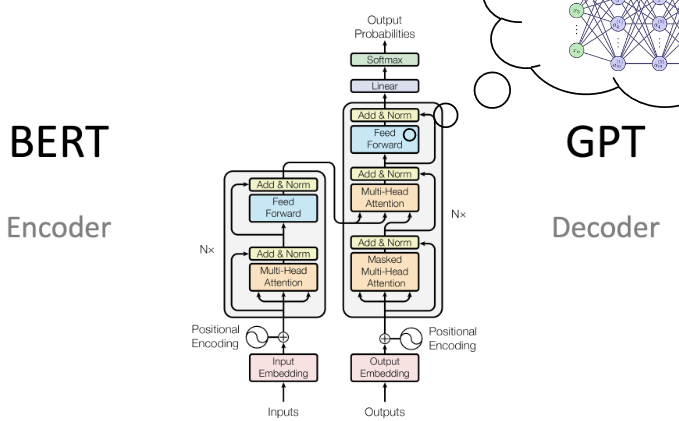 Output
Probabilities
Softmax
Linear
Add & Norm
Feed
Forward
Add & Norm
Multi-Head
Attention
Add & Norm
Masked
Multi-Head
Attention
Nx
Positional
Encoding
Output
Embedding
Outputs
BERT
Encoder
Add & Norm
Feed
Forward
Add & Norm
Multi-Head
Attention
Nx
Positional
Encoding
Input
Embedding
Inputs
GPT
Decoder